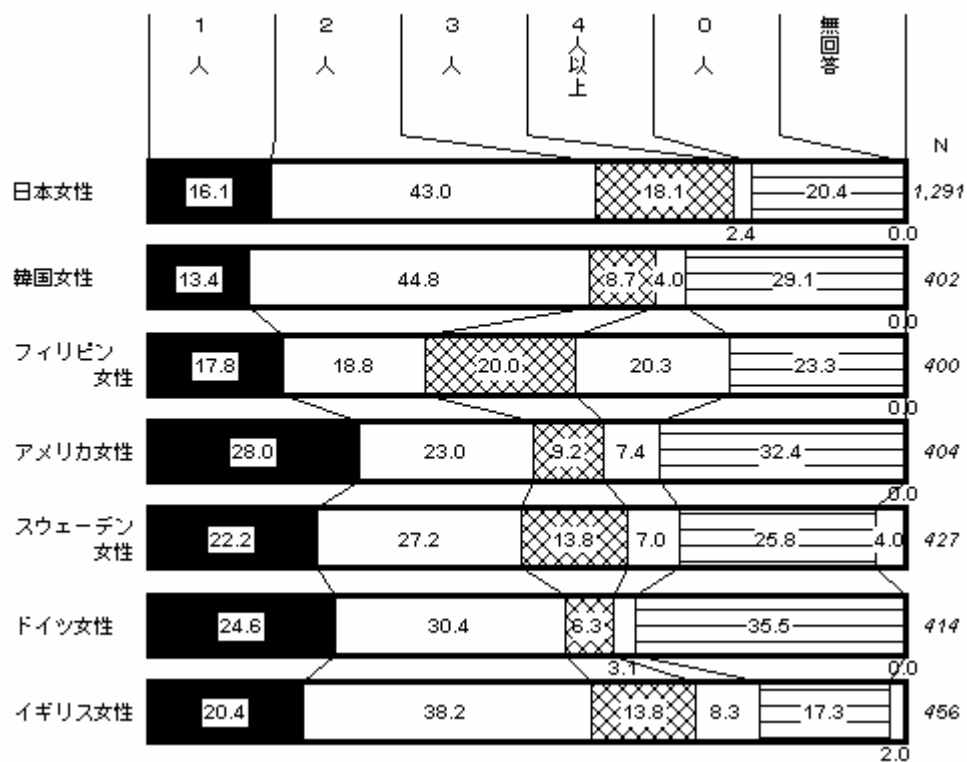 1人 2人 3人 4人以上 0人 無回答
N
日本女性 16.1 43.0 18.1 20.4 1,291
2.4 0.0
韓国女性 13.4 44.8 8.7 4.0 29.1 402
0.0
フィリピン
女性 17.8 18.8 20.0 20.3 23.3 400
0.0
アメリカ女性 28.0 23.0 9.2 7.4 32.4 404
0.0
スウェーデン
女性 22.2 27.2 13.8 7.0 25.8 4.0 427
ドイツ女性 24.6 30.4 6.3 35.5 414
3.1 0.0
イギリス女性 20.4 38.2 13.8 8.3 17.3 456
2.0